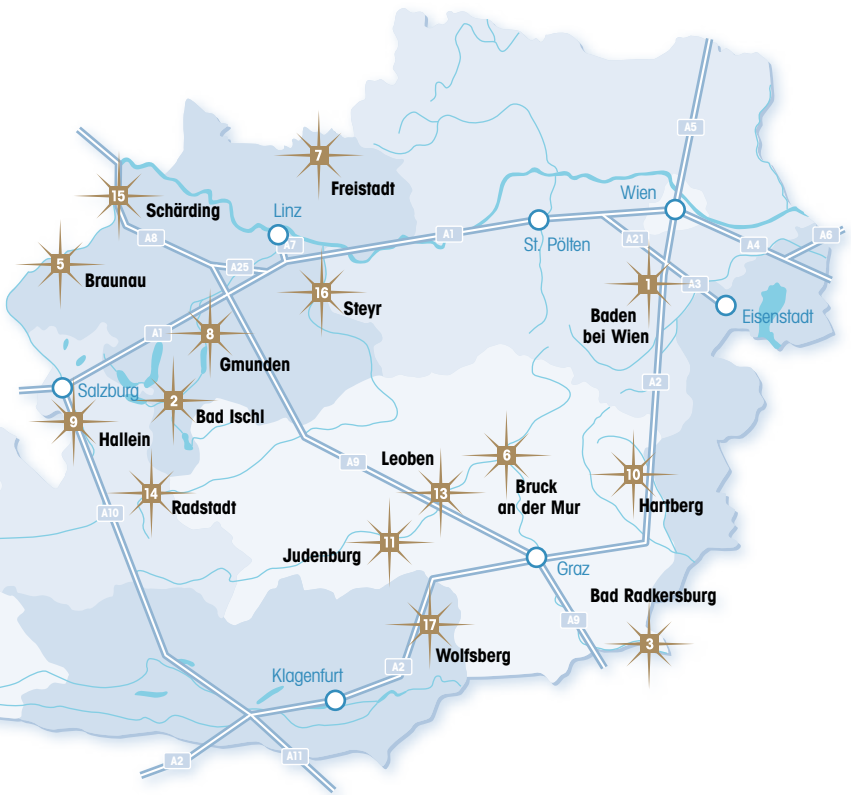 A5
7
Freistadt
15
Schärding
Wien
Linz
A8
A7
A1
St. Pölten
A21
A4
A6
5
Braunau
A25
16
Steyr
1
Baden
bei Wien
A3
Eisenstadt
A1
8
Gmunden
Salzburg
2
Bad Ischl
A2
9
Hallein
Leoben
A9
6
Bruck
an der Mur
10
Hartberg
14
Radstadt
13
A10
11
Judenburg
Graz
Bad Radkersburg
A9
3
17
Wolfsberg
Klagenfurt
A2
A2
A11